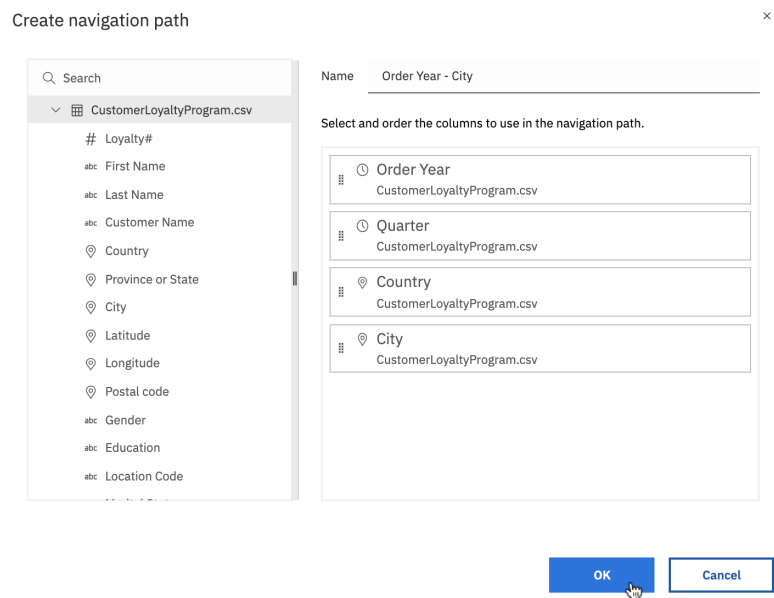 Create navigation path
Search
CustomerLoyaltyProgram.csv
# Loyalty#
abc First Name
abc Last Name
abc Customer Name
Country
Province or State
City
Latitude
Longitude
Postal code
abc Gender
abc Education
abc Location Code
Name Order Year - City
Select and order the columns to use in the navigation path.
Order Year
CustomerLoyaltyProgram.csv
Quarter
CustomerLoyaltyProgram.csv
Country
CustomerLoyaltyProgram.csv
City
CustomerLoyaltyProgram.csv
OK
Cancel